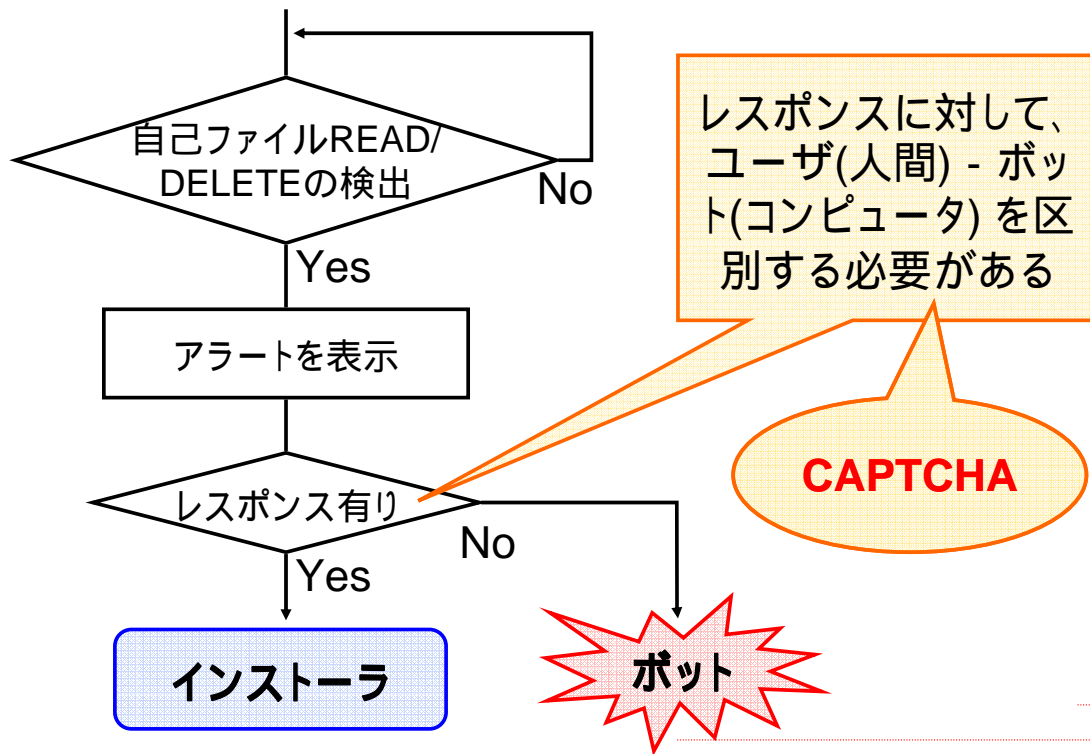 自己ファイルREAD/
DELETEの検出
No
Yes
アラートを表示
レスポンス有り
No
Yes
インストーラ
ボット
レスポンスに対して、
ユーザ(人間) - ボッ
ト(コンピュータ) を区
別する必要がある
CAPTCHA